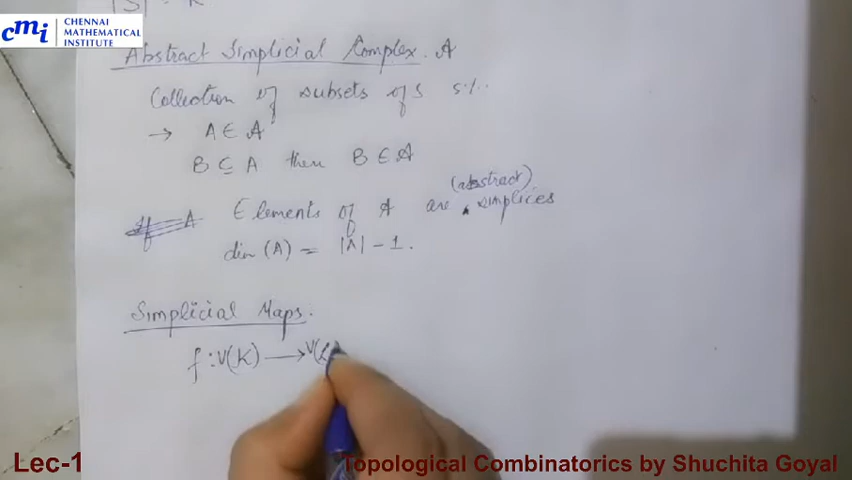 |S| = K
cmi CHENNAI MATHEMATICAL INSTITUTE
Abstract Simplicial Complex. A
Collection of subsets of S s.t.
→ A ∈ A
B ⊆ A then B ∈ A
(abstract)
Elements of A are simplices
dim (A) = |A| - 1.
Simplicial Maps.
f : V(K) → V(
Lec-1
Topological Combinatorics by Shuchita Goyal